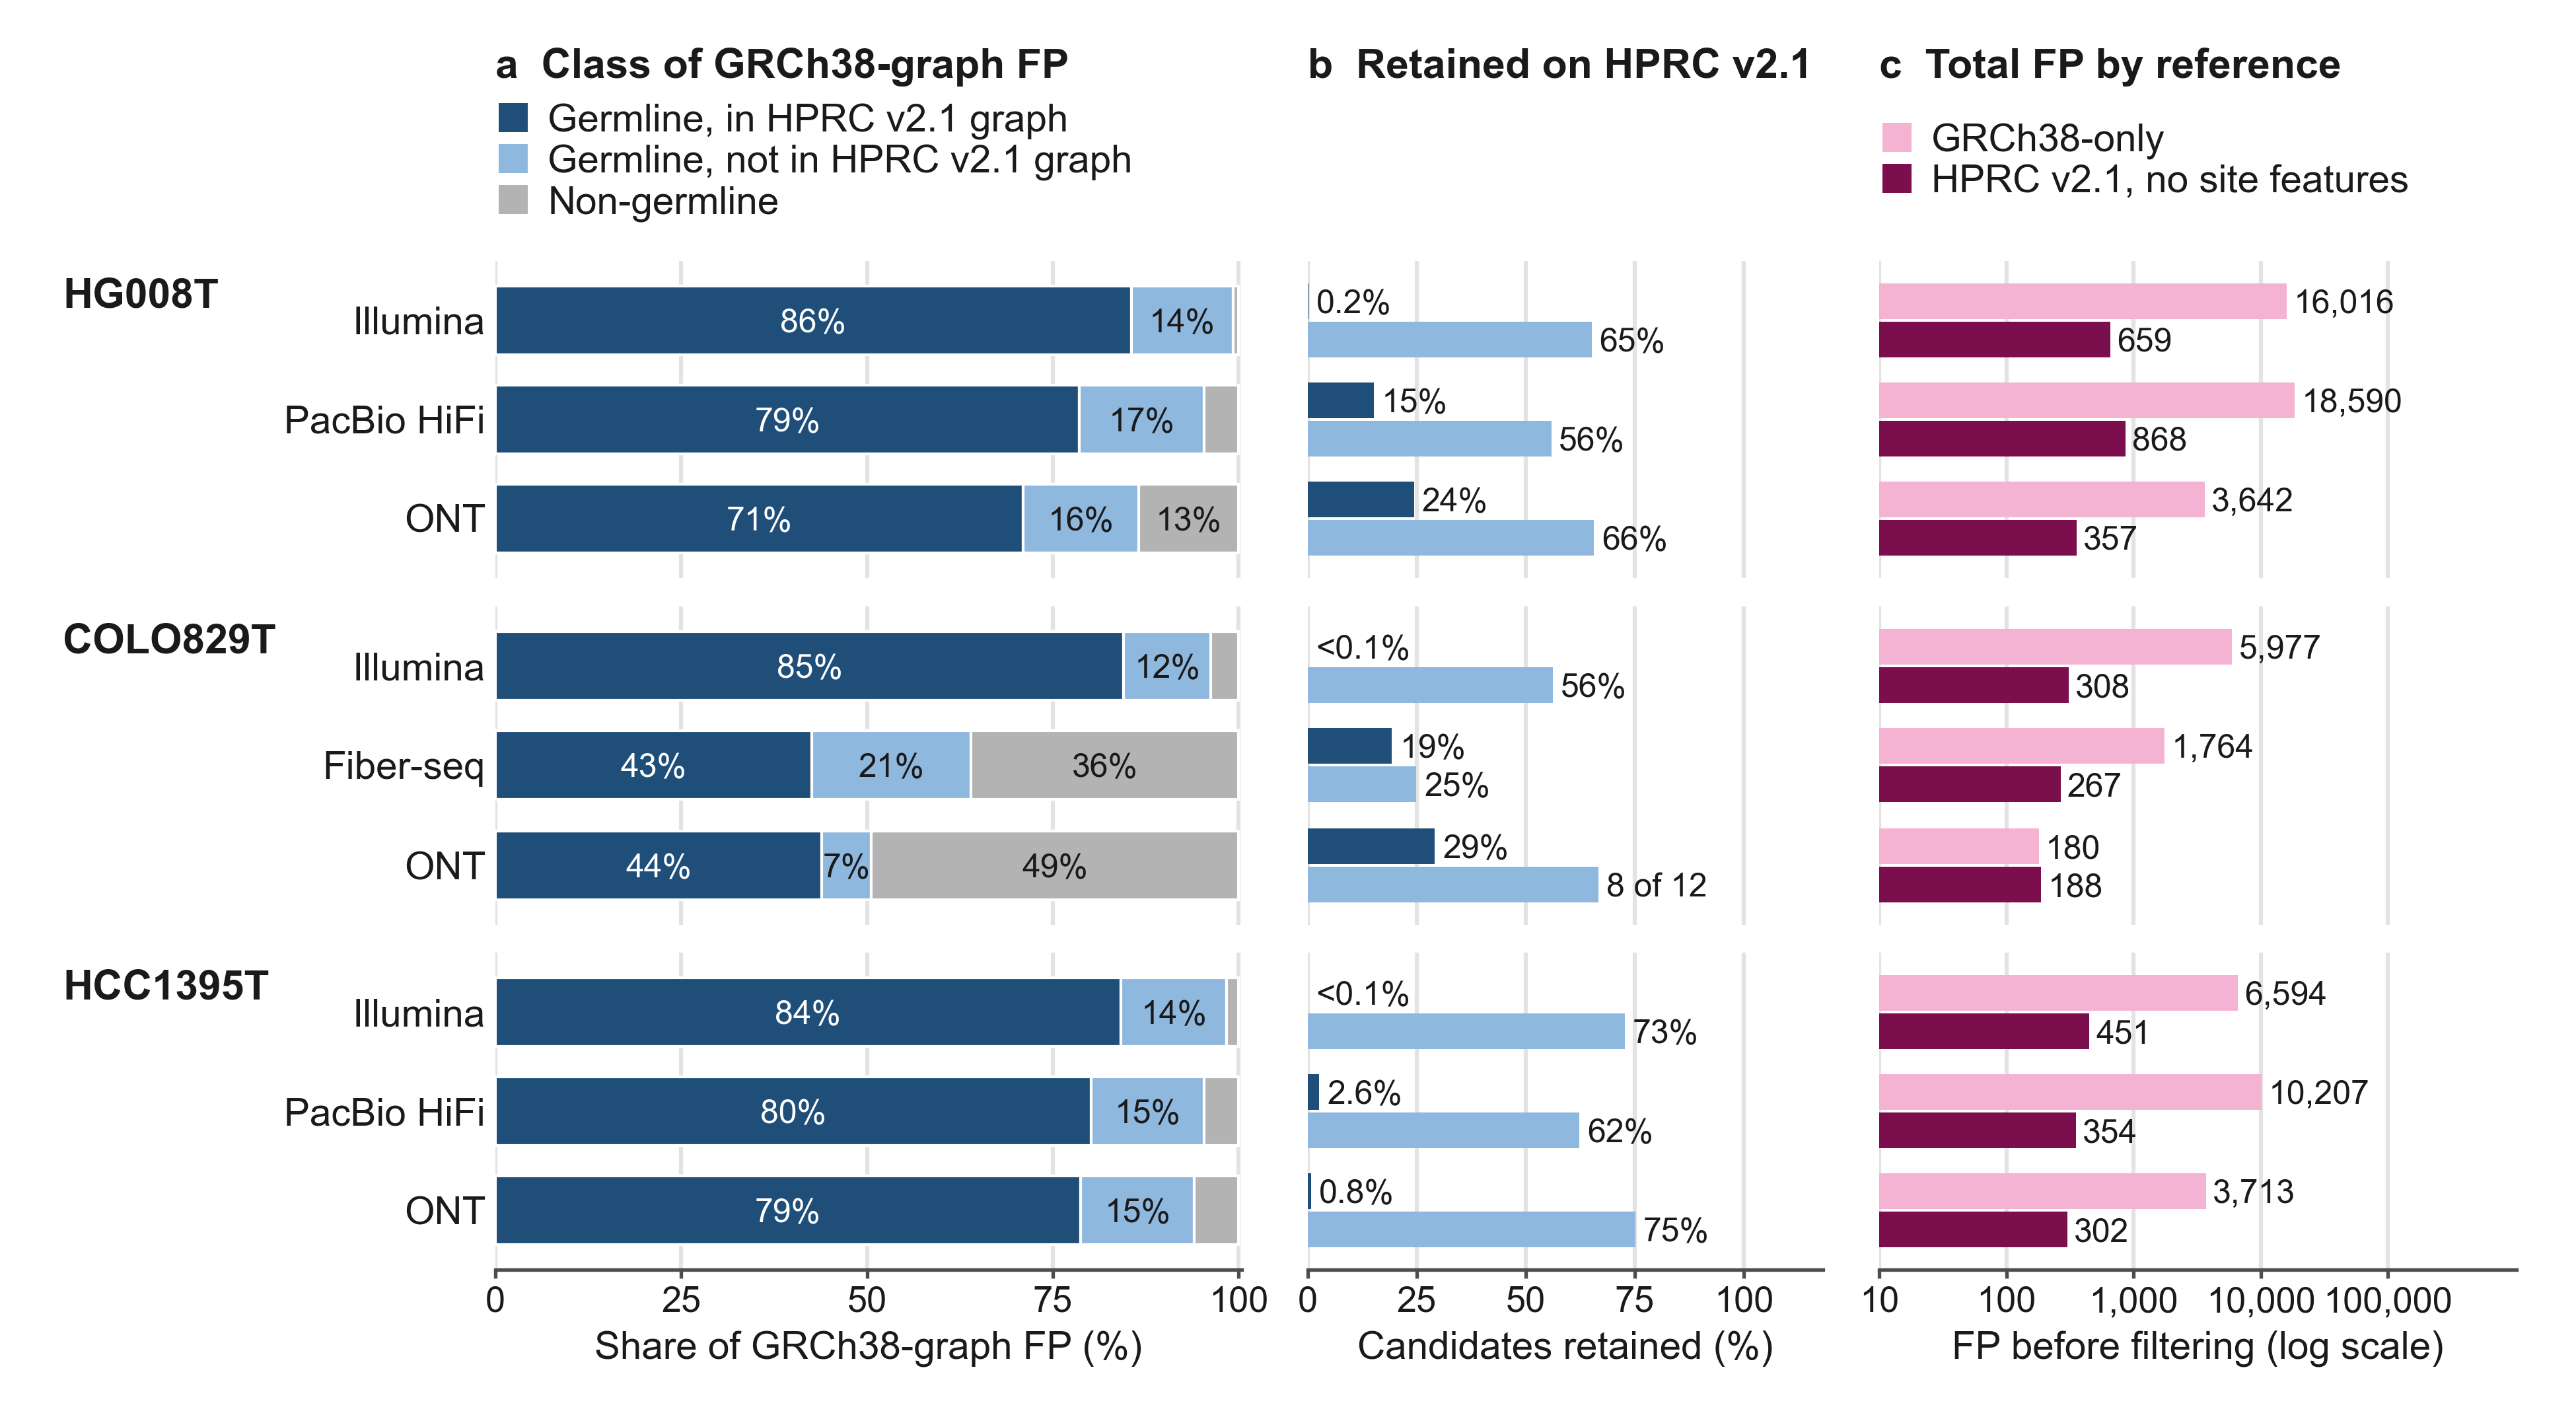 a Class of GRCh38-graph FP
Germline, in HPRC v2.1 graph
Germline, not in HPRC v2.1 graph
Non-germline
b Retained on HPRC v2.1
c Total FP by reference
GRCh38-only
HPRC v2.1, no site features
HG008T
Illumina
86% 14%
0.2%
65%
16,016
659
PacBio HiFi
79% 17%
15%
56%
18,590
868
ONT
71% 16% 13%
24%
66%
3,642
357
COLO829T
Illumina
85% 12%
<0.1%
56%
5,977
308
Fiber-seq
43% 21% 36%
19%
25%
1,764
267
ONT
44% 7% 49%
29%
8 of 12
180
188
HCC1395T
Illumina
84% 14%
<0.1%
73%
6,594
451
PacBio HiFi
80% 15%
2.6%
62%
10,207
354
ONT
79% 15%
0.8%
75%
3,713
302
0 25 50 75 100
Share of GRCh38-graph FP (%)
0 25 50 75 100
Candidates retained (%)
10 100 1,000 10,000 100,000
FP before filtering (log scale)